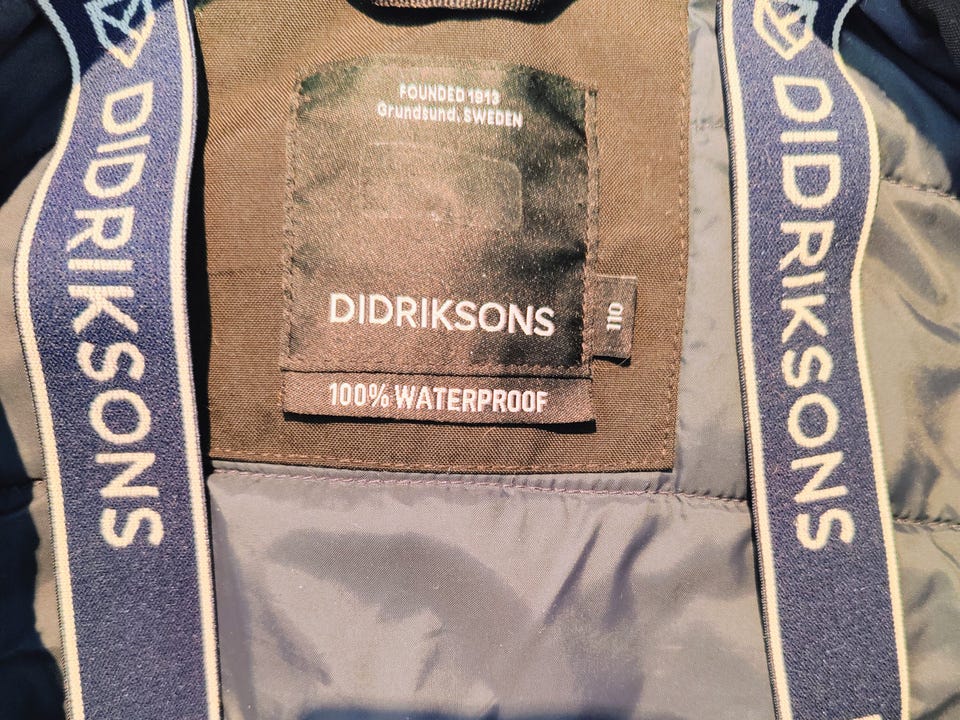 DIDRIKSONS
FOUNDED 1913
Grundsund, SWEDEN
DIDRIKSONS
110
100% WATERPROOF
DIDRIKSONS